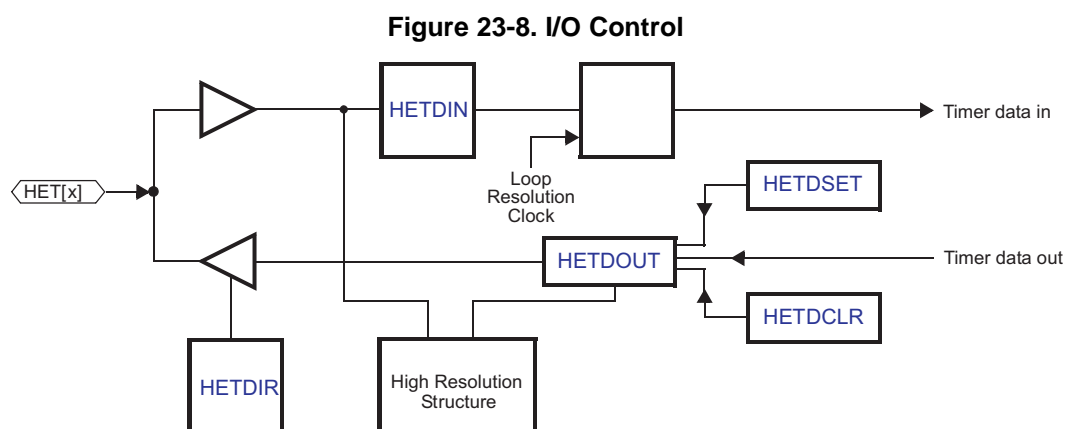 Figure 23-8. I/O Control
HETDIN
Timer data in
HET[x]
Loop
Resolution
Clock
HETDSET
HETDOUT
Timer data out
HETDCLR
HETDIR
High Resolution
Structure